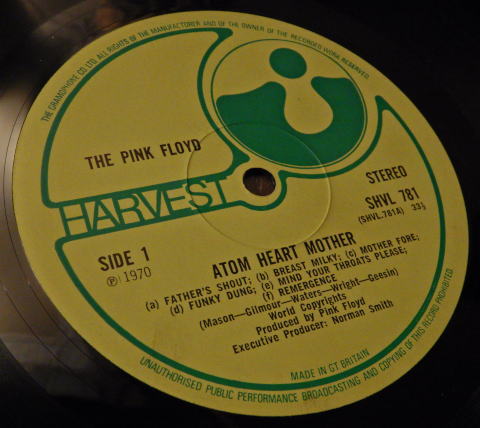 THE GRAMOPHONE CO LTD. ALL RIGHTS OF THE MANUFACTURER AND OF THE OWNER OF THE RECORDED WORK RESERVED.
THE PINK FLOYD
HARVEST
STEREO
SHVL 781
(SHVL.781A) 33⅓
SIDE 1
℗ 1970
ATOM HEART MOTHER
(a) FATHER'S SHOUT; (b) BREAST MILKY; (c) MOTHER FORE;
(d) FUNKY DUNG; (e) MIND YOUR THROATS PLEASE;
(f) REMERGENCE.
(Mason—Gilmour—Waters—Wright—Geesin)
World Copyrights
Produced by Pink Floyd
Executive Producer: Norman Smith
MADE IN GT BRITAIN
UNAUTHORISED PUBLIC PERFORMANCE BROADCASTING AND COPYING OF THIS RECORD PROHIBITED.